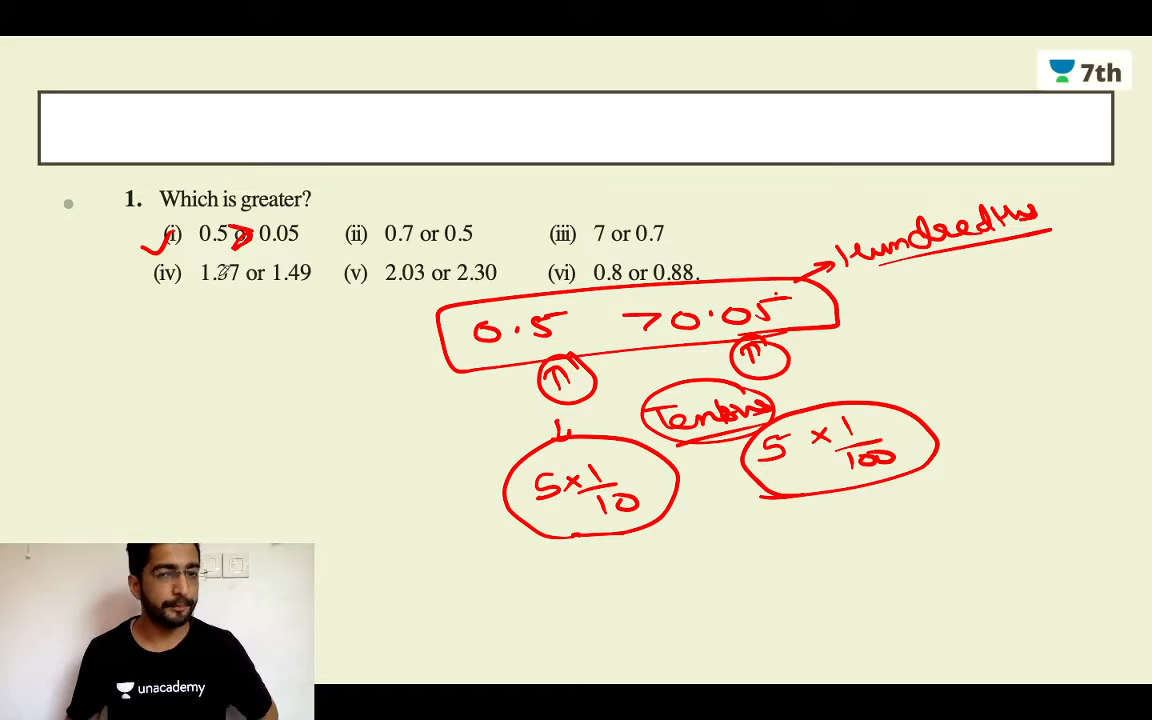 7th
1. Which is greater?
(i) 0.5 or > 0.05 (ii) 0.7 or 0.5 (iii) 7 or 0.7
(iv) 1.37 or 1.49 (v) 2.03 or 2.30 (vi) 0.8 or 0.88.
Hundredths
0.5 > 0.05
Tenths
5 × 1/10
5 × 1/100
unacademy